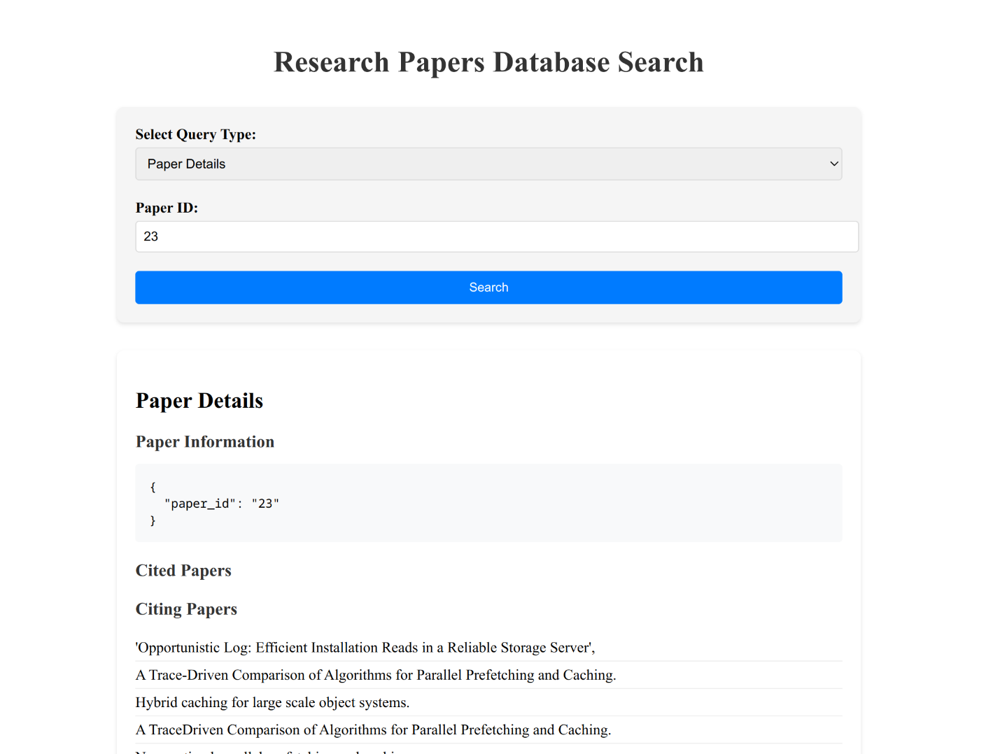 Research Papers Database Search
Select Query Type:
Paper Details
Paper ID:
23
Search
Paper Details
Paper Information
{
"paper_id": "23"
}
Cited Papers
Citing Papers
'Opportunistic Log: Efficient Installation Reads in a Reliable Storage Server',
A Trace-Driven Comparison of Algorithms for Parallel Prefetching and Caching.
Hybrid caching for large scale object systems.
A TraceDriven Comparison of Algorithms for Parallel Prefetching and Caching.